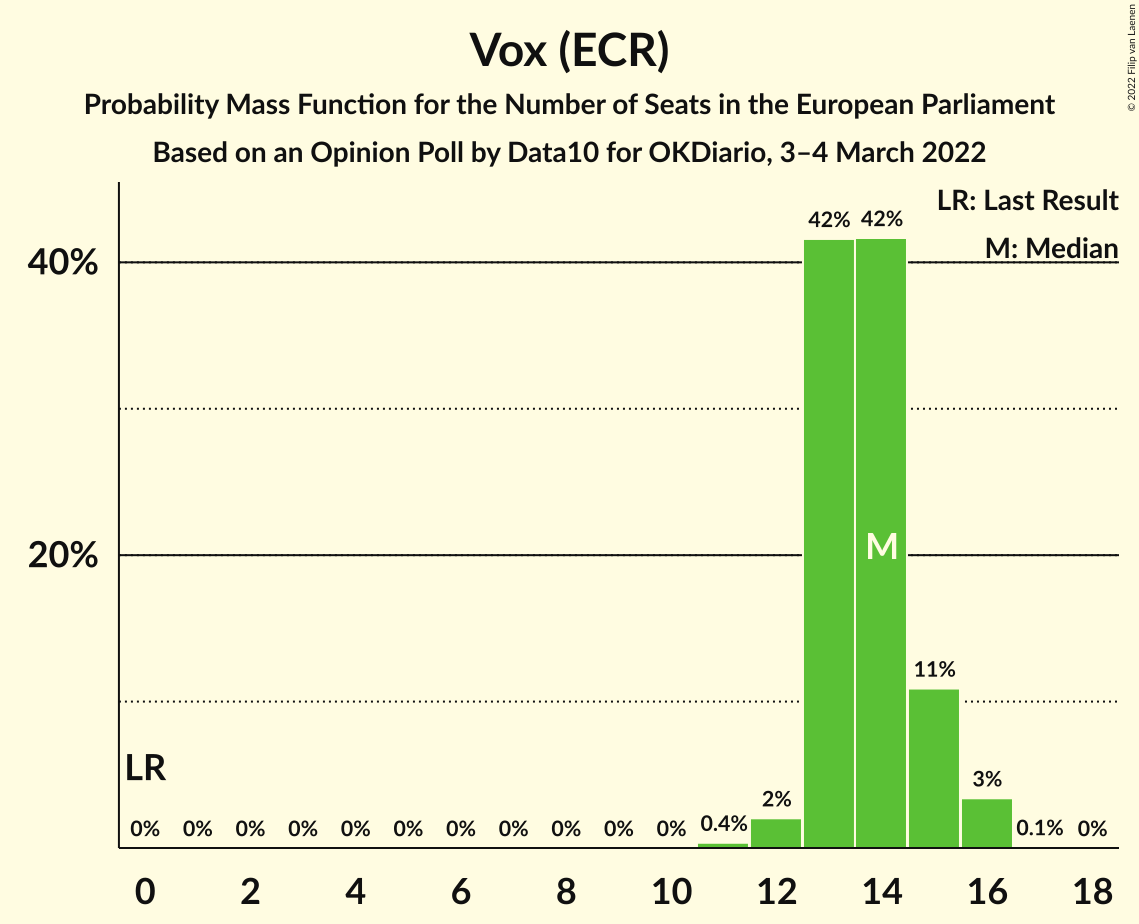 Vox (ECR)
Probability Mass Function for the Number of Seats in the European Parliament
Based on an Opinion Poll by Data10 for OKDiario, 3–4 March 2022
© 2022 Filip van Laenen
LR: Last Result
M: Median
42% 42%
40%
20%
M
11%
LR
3%
2%
0% 0% 0% 0% 0% 0% 0% 0% 0% 0% 0% 0.4% 0.1% 0%
0 2 4 6 8 10 12 14 16 18